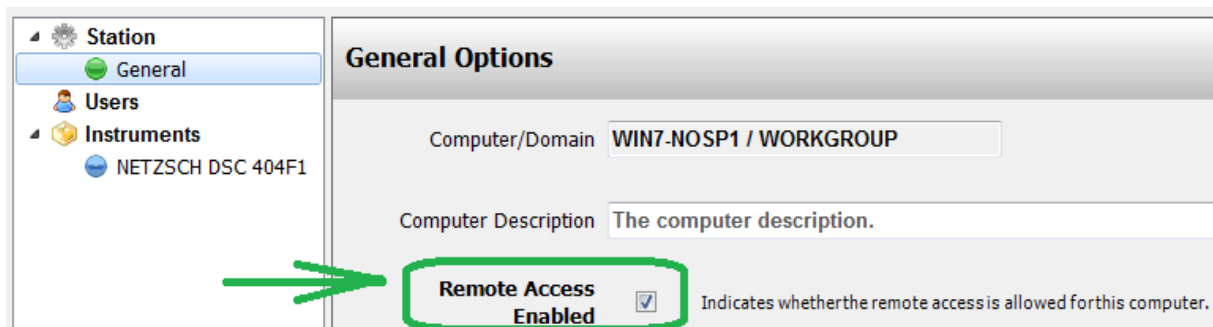 Station
General
Users
Instruments
NETZSCH DSC 404F1
General Options
Computer/Domain WIN7-NOSP1 / WORKGROUP
Computer Description The computer description.
Remote Access
Enabled
Indicates whetherthe remote access is allowed forthis computer.